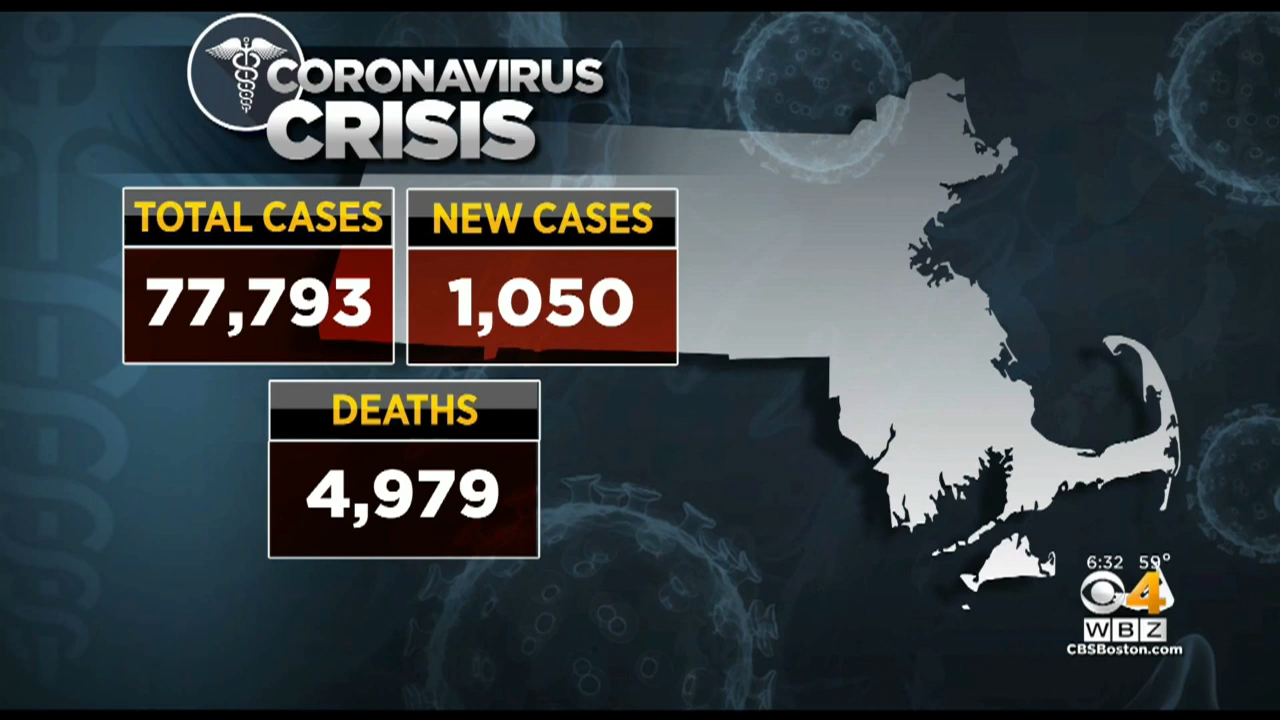 CORONAVIRUS
CRISIS
TOTAL CASES
77,793
NEW CASES
1,050
DEATHS
4,979
6:32 59°
4
WBZ
CBSBoston.com